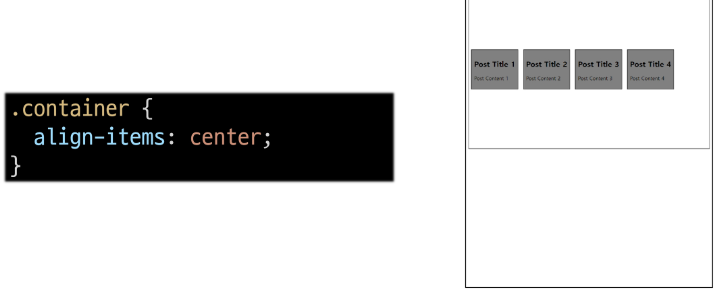 .container {
  align-items: center;
}
Post Title 1 Post Title 2 Post Title 3 Post Title 4
Post Content 1 Post Content 2 Post Content 3 Post Content 4